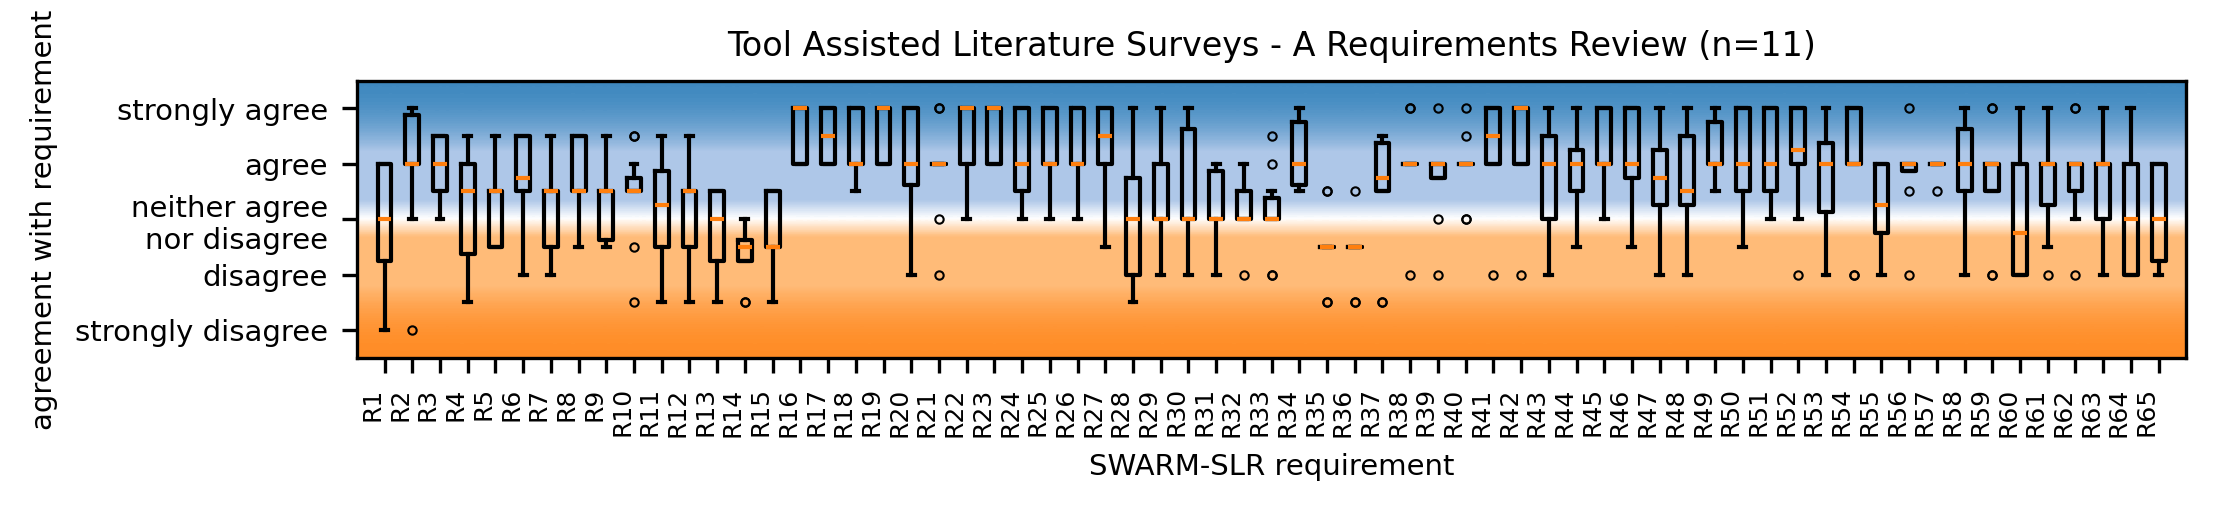 Tool Assisted Literature Surveys - A Requirements Review (n=11)
agreement with requirement
strongly agree
agree
neither agree
nor disagree
disagree
strongly disagree
R1 R2 R3 R4 R5 R6 R7 R8 R9 R10 R11 R12 R13 R14 R15 R16 R17 R18 R19 R20 R21 R22 R23 R24 R25 R26 R27 R28 R29 R30 R31 R32 R33 R34 R35 R36 R37 R38 R39 R40 R41 R42 R43 R44 R45 R46 R47 R48 R49 R50 R51 R52 R53 R54 R55 R56 R57 R58 R59 R60 R61 R62 R63 R64 R65
SWARM-SLR requirement